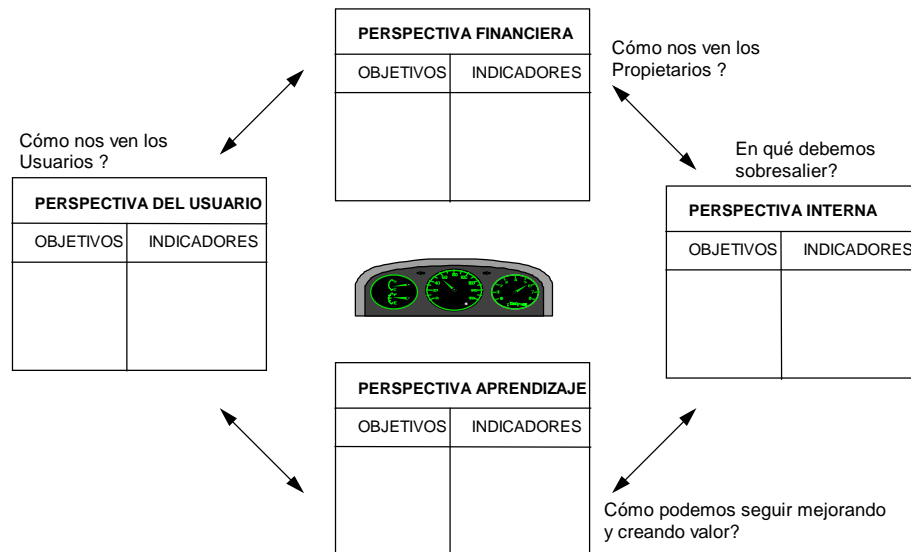 PERSPECTIVA FINANCIERA
OBJETIVOS INDICADORES
Cómo nos ven los
Propietarios ?
Cómo nos ven los
Usuarios ?
PERSPECTIVA DEL USUARIO
OBJETIVOS INDICADORES
En qué debemos
sobresalier?
PERSPECTIVA INTERNA
OBJETIVOS INDICADORES
PERSPECTIVA APRENDIZAJE
OBJETIVOS INDICADORES
Cómo podemos seguir mejorando
y creando valor?